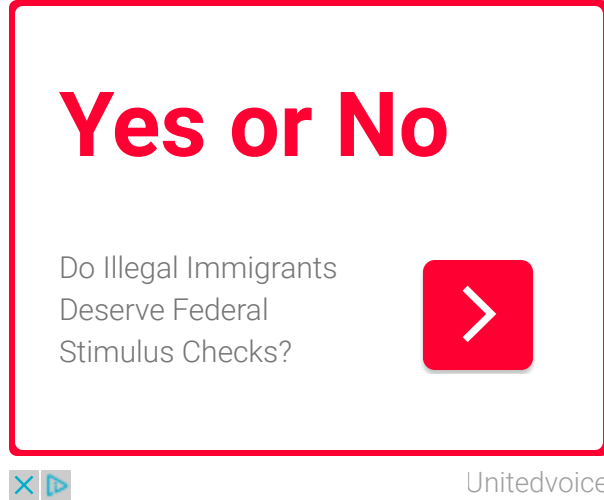 Yes or No
Do Illegal Immigrants
Deserve Federal
Stimulus Checks?
Unitedvoice